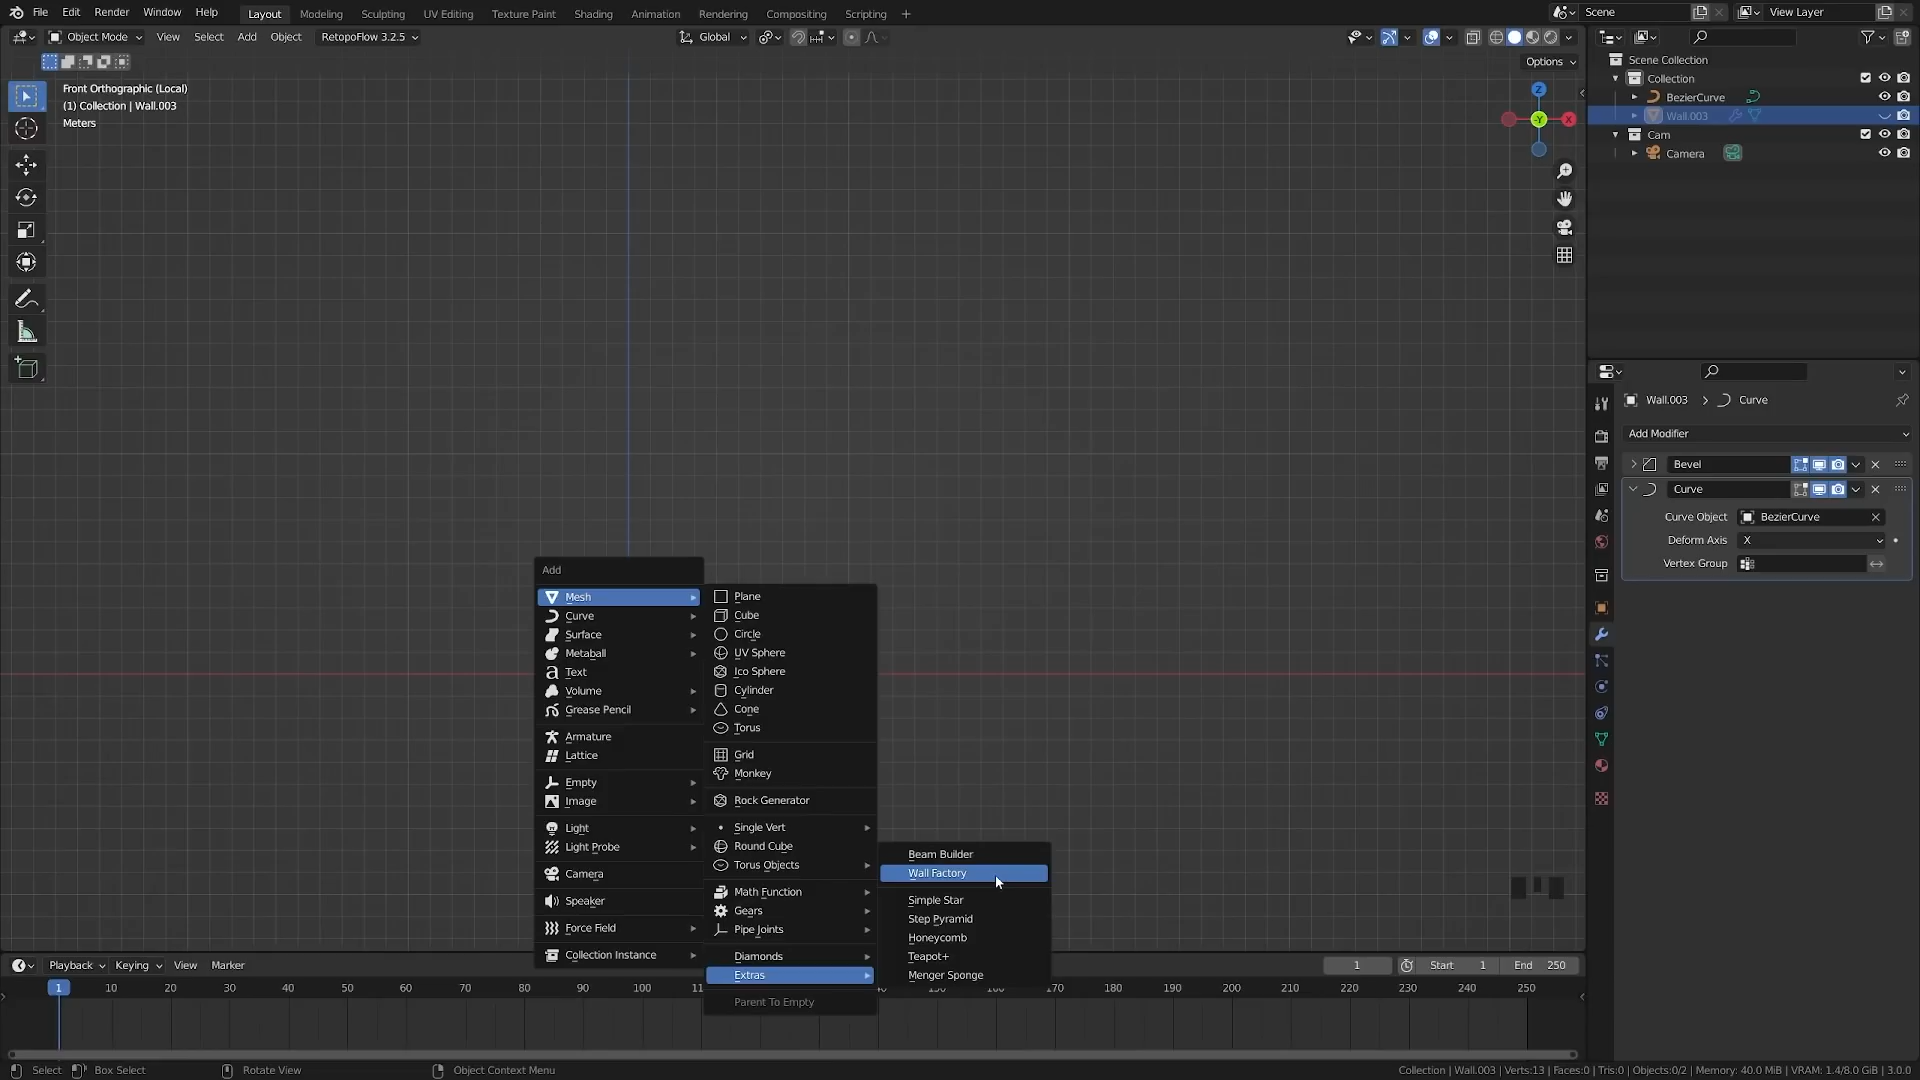 File Edit Render Window Help Layout Modeling Sculpting UV Editing Texture Paint Shading Animation Rendering Compositing Scripting + Scene View Layer
Object Mode View Select Add Object RetopoFlow 3.2.5 Global
Options
Front Orthographic (Local)
(1) Collection | Wall.003
Meters
Z
-Y
X
Scene Collection
Collection
BezierCurve
Wall.003
Cam
Camera
Wall.003 > Curve
Add Modifier
Bevel
Curve
Curve Object BezierCurve
Deform Axis X
Vertex Group
Add
Mesh
Curve
Surface
Metaball
Text
Volume
Grease Pencil
Armature
Lattice
Empty
Image
Light
Light Probe
Camera
Speaker
Force Field
Collection Instance
Plane
Cube
Circle
UV Sphere
Ico Sphere
Cylinder
Cone
Torus
Grid
Monkey
Rock Generator
Single Vert
Round Cube
Torus Objects
Math Function
Gears
Pipe Joints
Diamonds
Extras
Parent To Empty
Beam Builder
Wall Factory
Simple Star
Step Pyramid
Honeycomb
Teapot+
Menger Sponge
Playback Keying View Marker 1 Start 1 End 250
1 10 20 30 40 50 60 70 80 90 100 170 180 190 200 210 220 230 240 250
Select Box Select Rotate View Object Context Menu Collection | Wall.003 | Verts:13 | Faces:0 | Tris:0 | Objects:0/2 | Memory: 40.0 MiB | VRAM: 1.4/8.0 GiB | 3.0.0